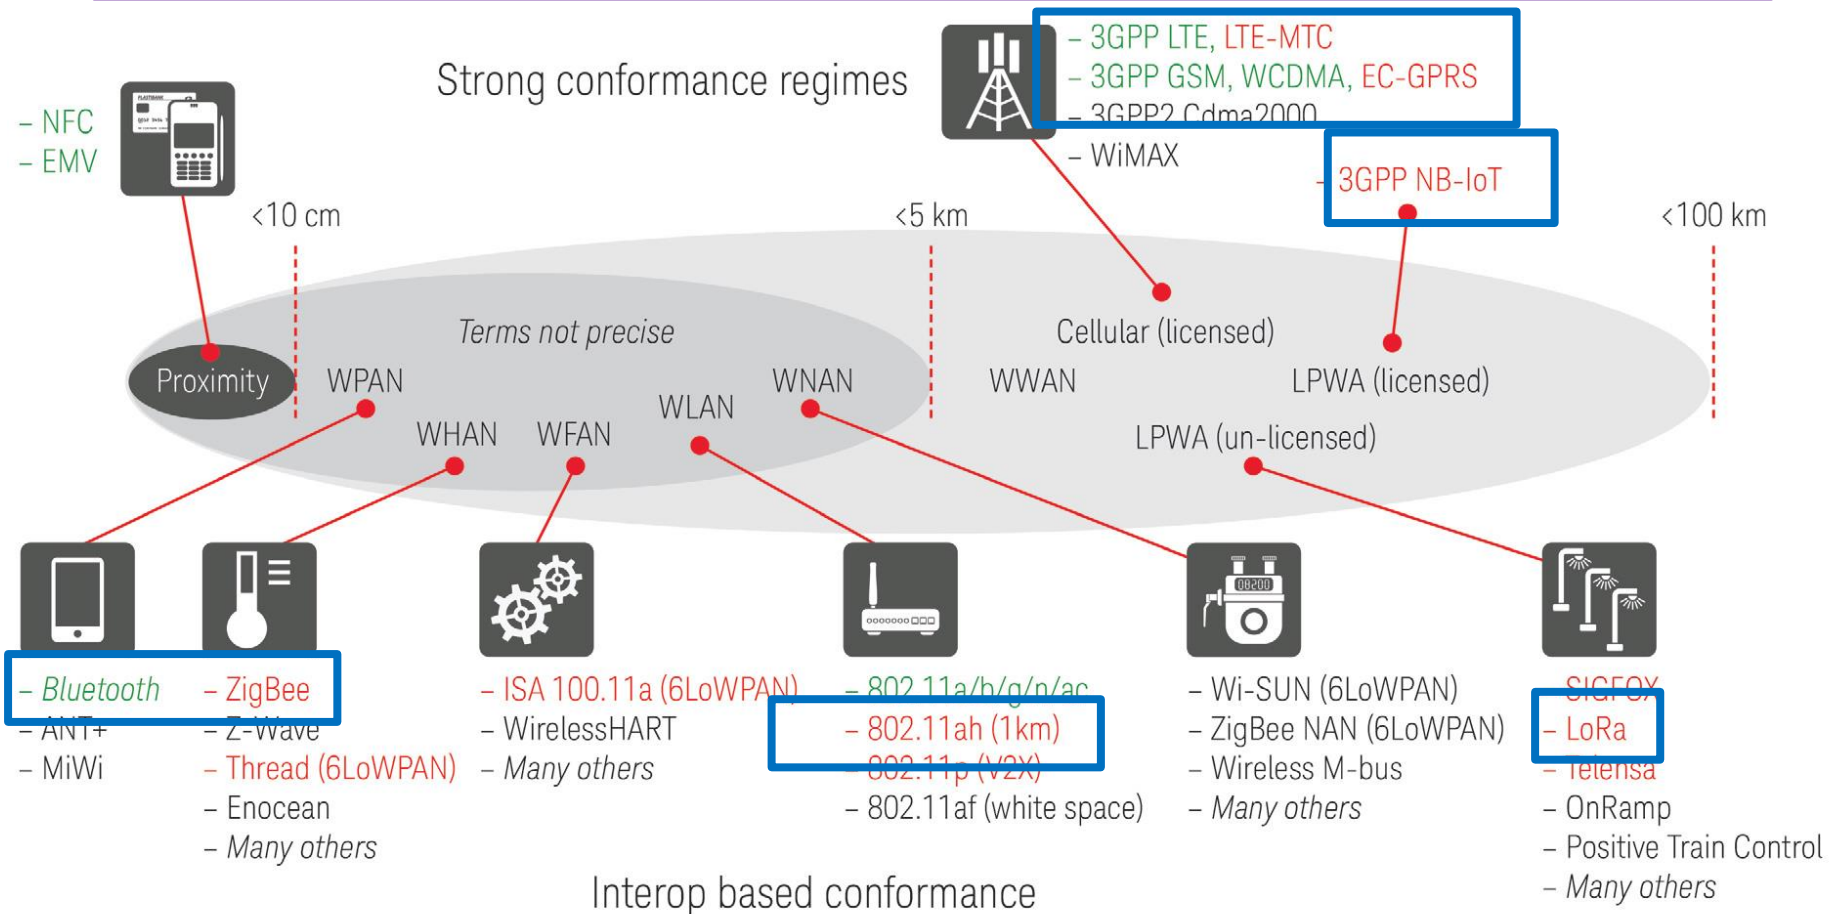 Strong conformance regimes
– NFC
– EMV
– 3GPP LTE, LTE-MTC
– 3GPP GSM, WCDMA, EC-GPRS
– 3GPP2 Cdma2000
– WiMAX
– 3GPP NB-IoT
<10 cm
<5 km
<100 km
Terms not precise
Cellular (licensed)
Proximity
WPAN
WNAN
WWAN
LPWA (licensed)
WLAN
WHAN
WFAN
LPWA (un-licensed)
08200
– Bluetooth
– ANT+
– MiWi
– ZigBee
– Z-Wave
– Thread (6LoWPAN)
– Enocean
– Many others
– ISA 100.11a (6LoWPAN)
– WirelessHART
– Many others
– 802.11a/b/g/n/ac
– 802.11ah (1km)
– 802.11p (V2X)
– 802.11af (white space)
– Wi-SUN (6LoWPAN)
– ZigBee NAN (6LoWPAN)
– Wireless M-bus
– Many others
– SIGFOX
– LoRa
– Telensa
– OnRamp
– Positive Train Control
– Many others
Interop based conformance